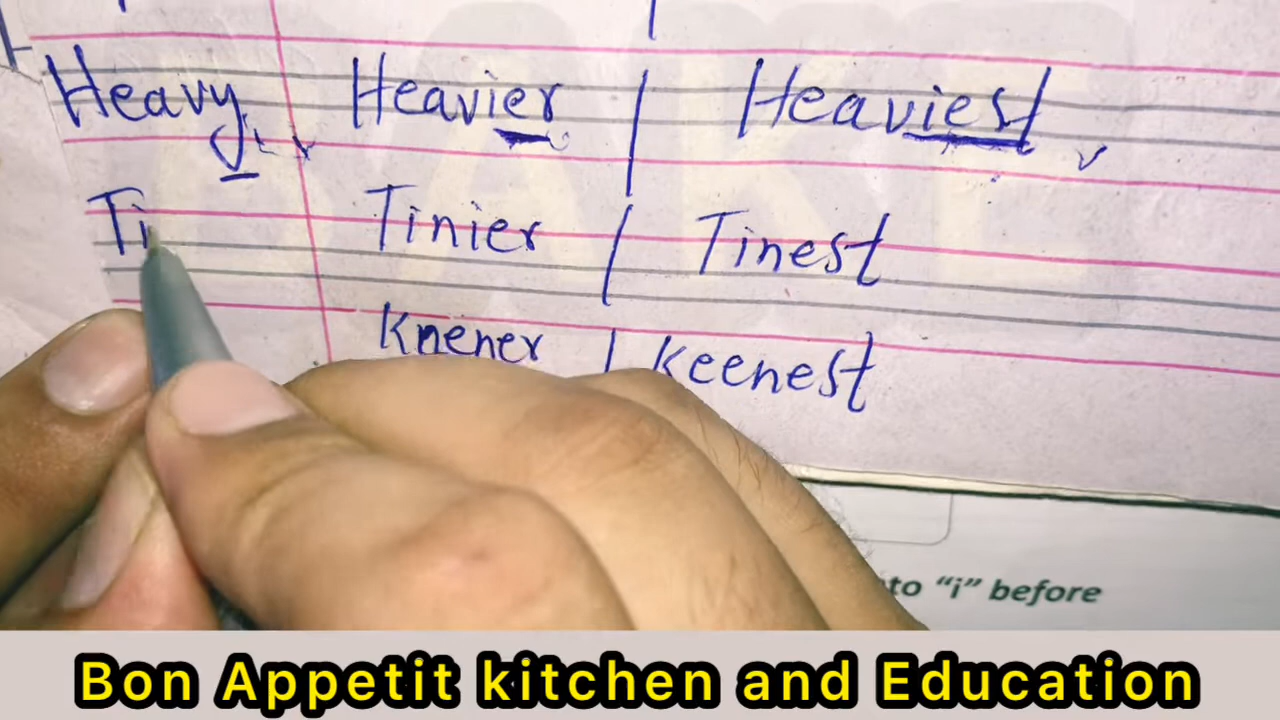 Heavy Heavier Heaviest
Ti Tinier Tinest
Knener Keenest
to "i" before
Bon Appetit kitchen and Education